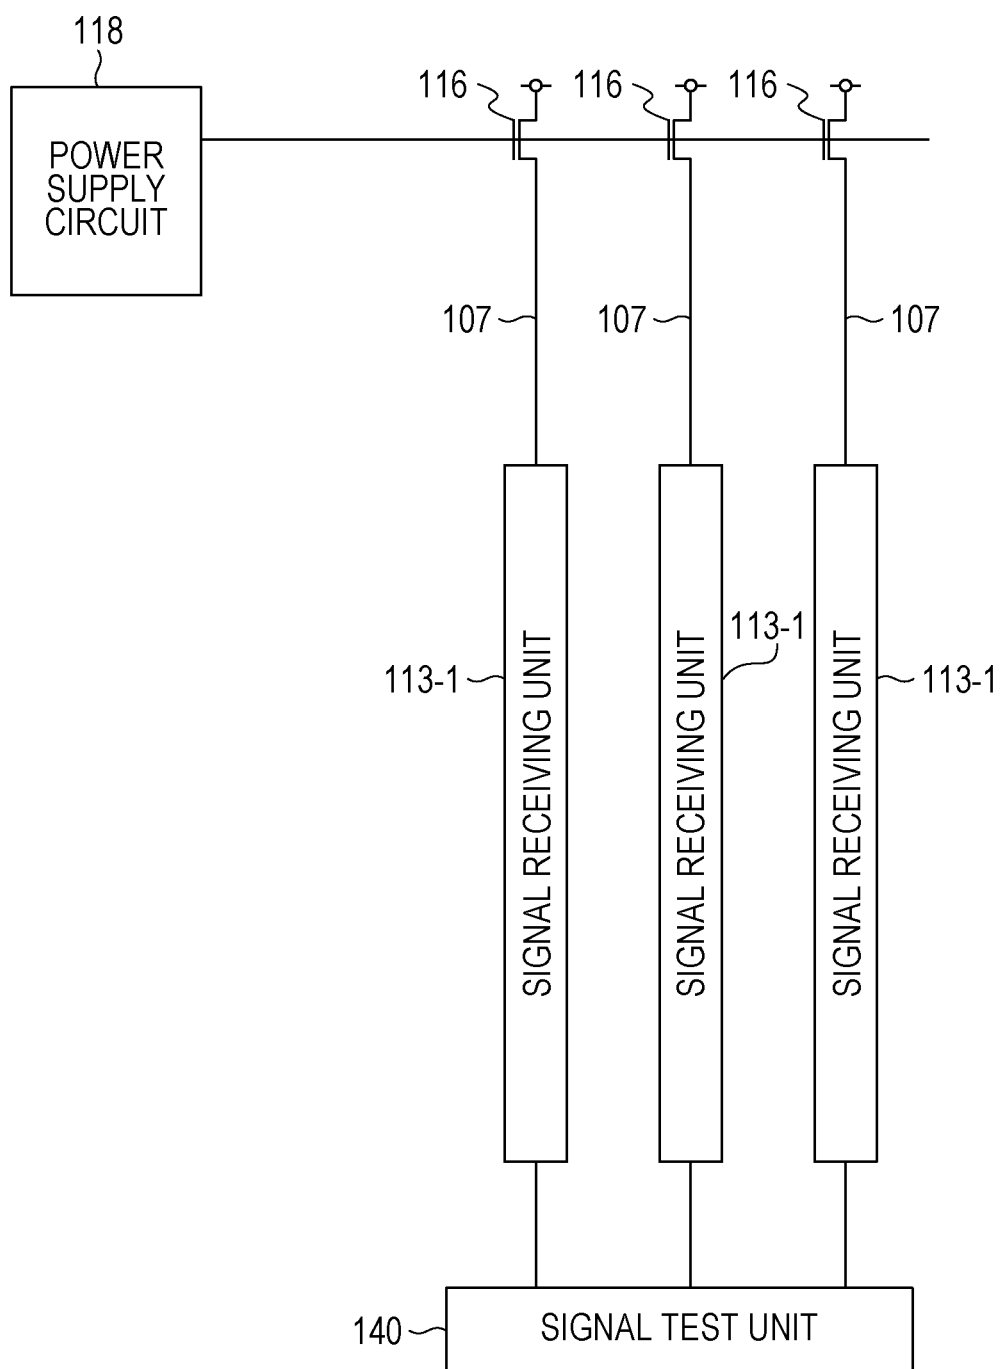 118
116
116
116
POWER
SUPPLY
CIRCUIT
107
107
107
113-1
113-1
113-1
SIGNAL RECEIVING UNIT
SIGNAL RECEIVING UNIT
SIGNAL RECEIVING UNIT
140
SIGNAL TEST UNIT